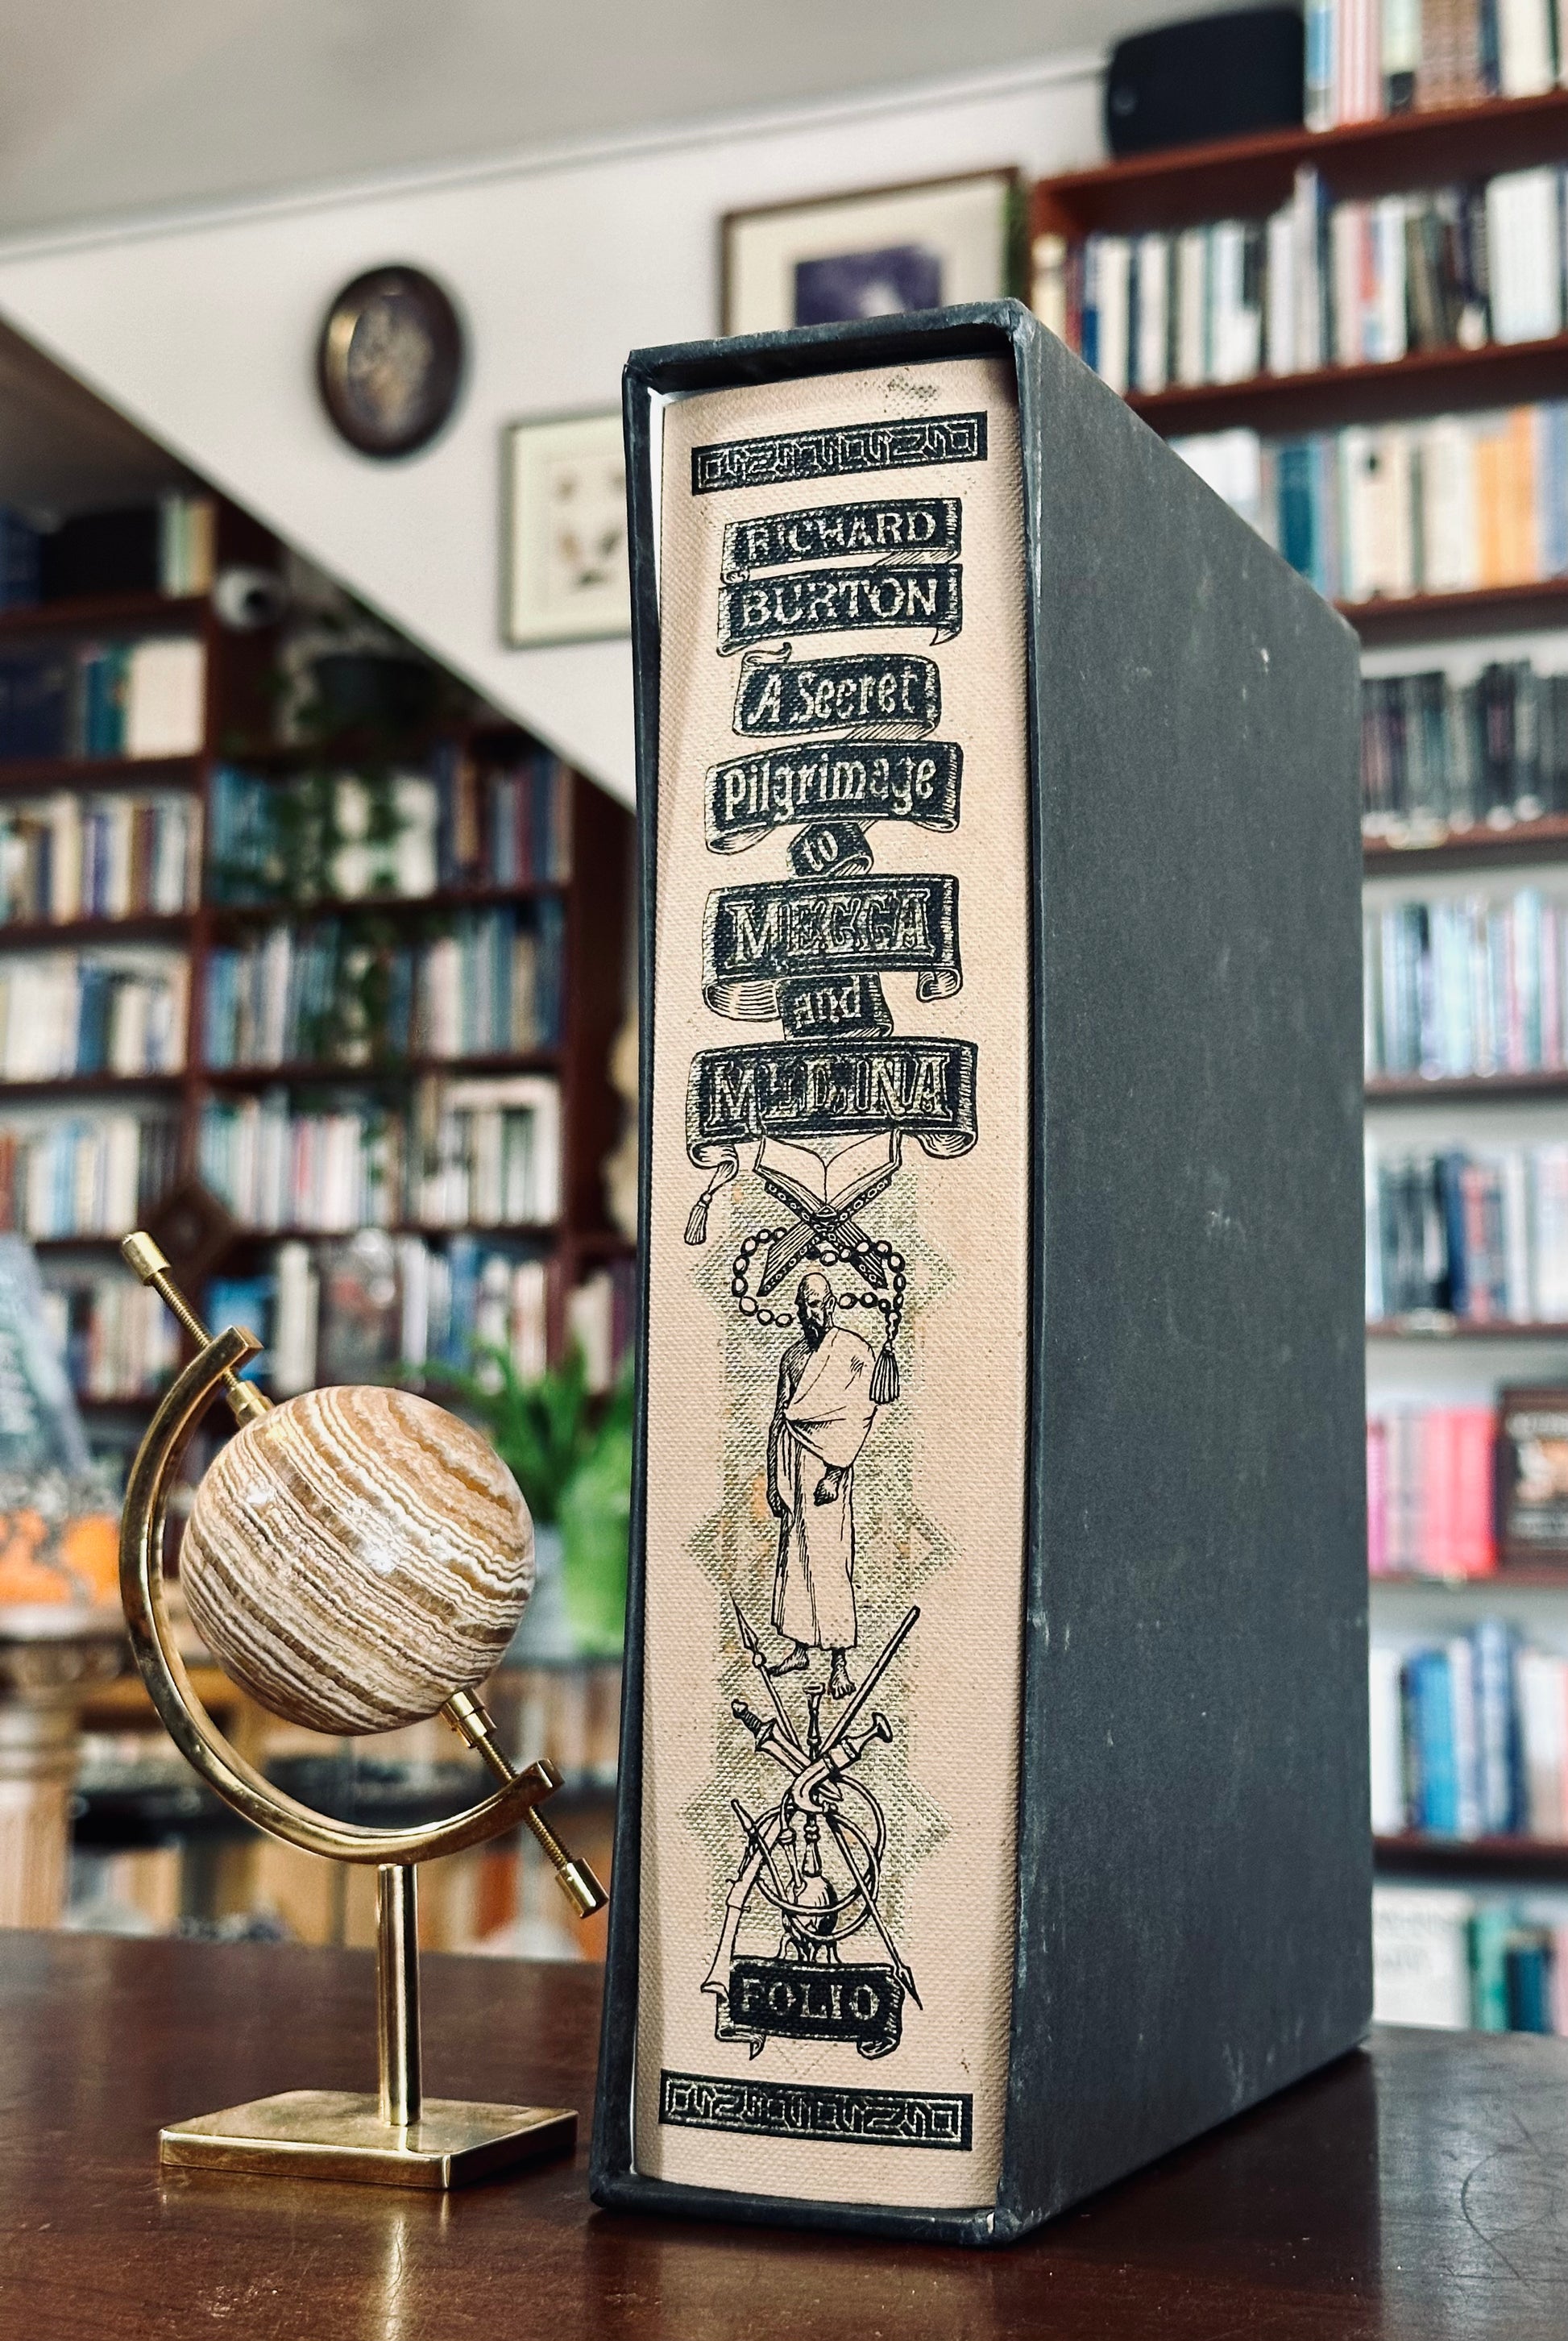 RICHARD
BURTON
A Secret
Pilgrimage
to
MECCA
and
MEDINA
FOLIO